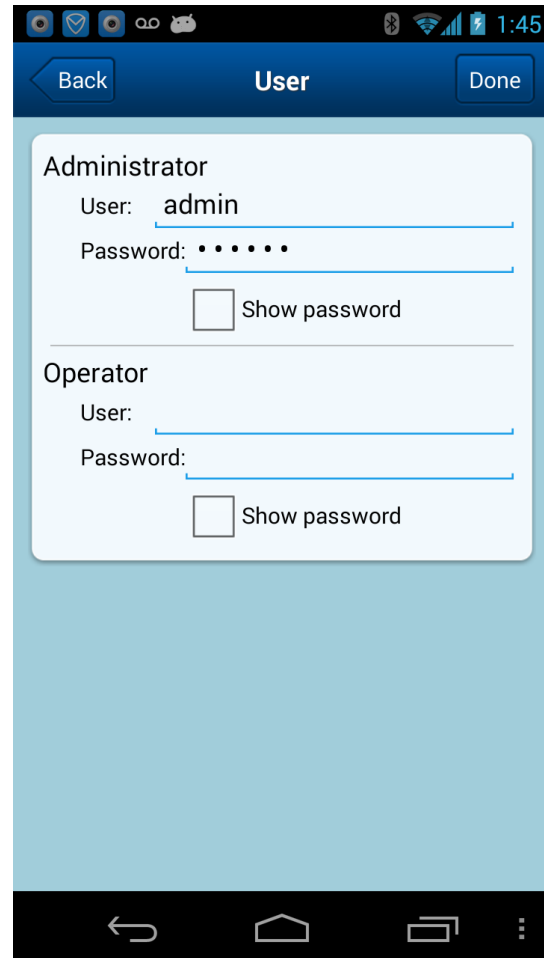 1:45
Back User Done
Administrator
User: admin
Password: ••••••
Show password
Operator
User:
Password:
Show password